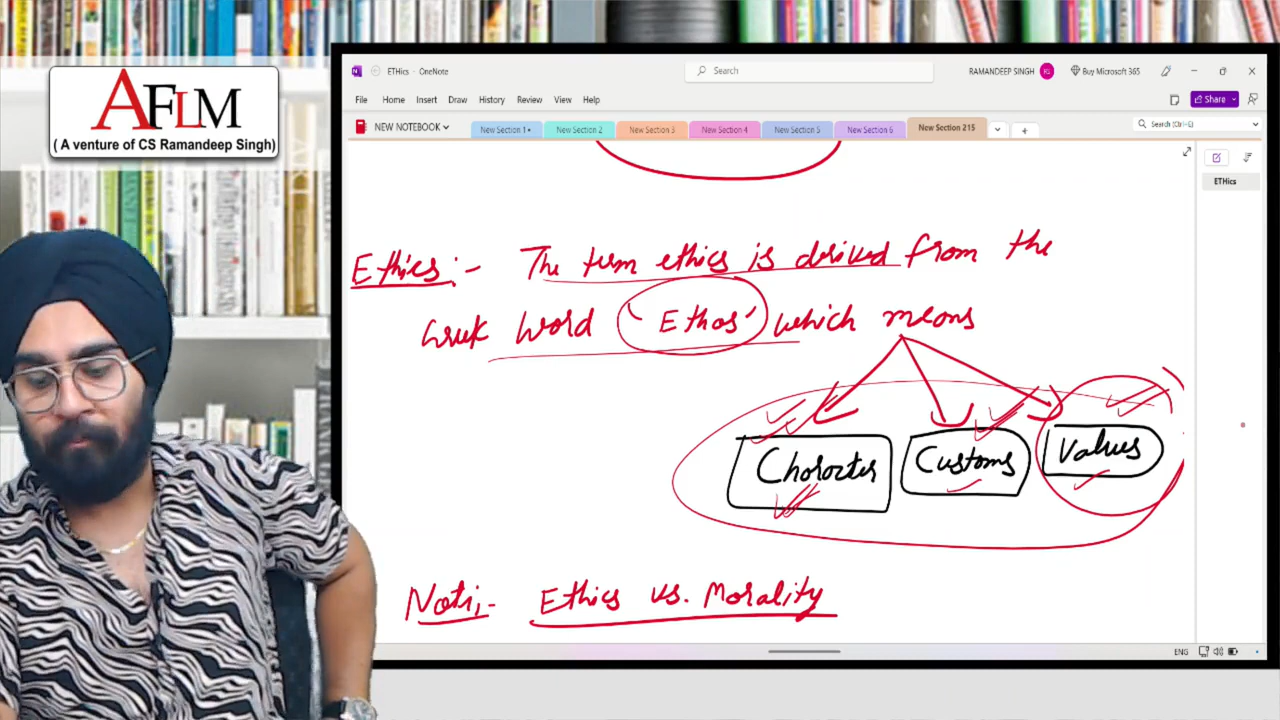 AFLM
( A venture of CS Ramandeep Singh)
ETHics - OneNote
Search
RAMANDEEP SINGH
Buy Microsoft 365
File Home Insert Draw History Review View Help
Share
NEW NOTEBOOK
New Section 1
New Section 2
New Section 3
New Section 4
New Section 5
New Section 6
New Section 215
Search (Ctrl+E)
ETHics
Ethics:- The term ethics is derived from the
Greek Word 'Ethos' which means
Character Customs Values
Note:- Ethics vs. Morality
ENG